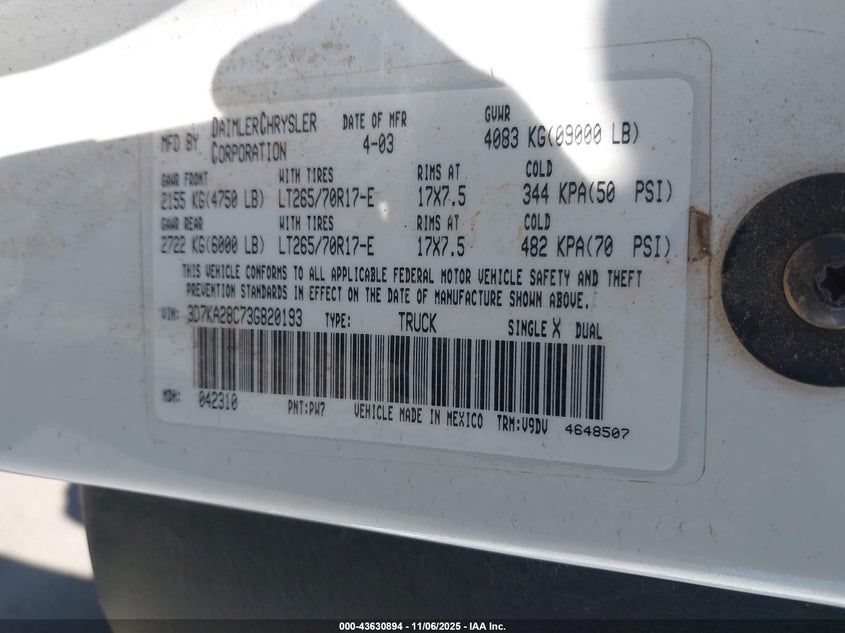 MFD BY DAIMLERCHRYSLER CORPORATION DATE OF MFR 4-03 GVWR 4083 KG(09000 LB)
GAWR FRONT WITH TIRES RIMS AT COLD
2155 KG(4750 LB) LT265/70R17-E 17X7.5 344 KPA(50 PSI)
GAWR REAR WITH TIRES RIMS AT COLD
2722 KG(6000 LB) LT265/70R17-E 17X7.5 482 KPA(70 PSI)
THIS VEHICLE CONFORMS TO ALL APPLICABLE FEDERAL MOTOR VEHICLE SAFETY AND THEFT
PREVENTION STANDARDS IN EFFECT ON THE DATE OF MANUFACTURE SHOWN ABOVE.
VIN: 3D7KA28C73G820193 TYPE: TRUCK SINGLE X DUAL
MDH: 042310 PNT:PW7 VEHICLE MADE IN MEXICO TRM:V9DV 4648507
000-43630894 - 11/06/2025 - IAA Inc.